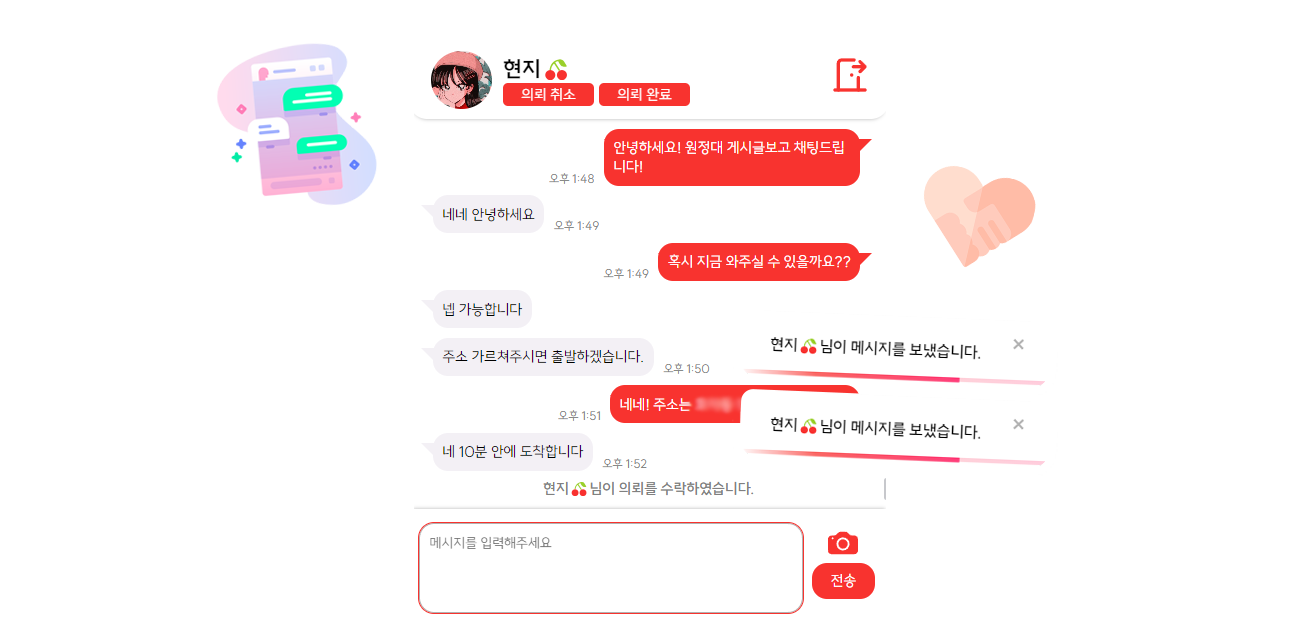 현지🍒
의뢰 취소 의뢰 완료
안녕하세요! 원정대 게시글보고 채팅드립
니다!
오후 1:48
네네 안녕하세요
오후 1:49
혹시 지금 와주실 수 있을까요??
오후 1:49
넵 가능합니다
주소 가르쳐주시면 출발하겠습니다.
오후 1:50
네네! 주소는
오후 1:51
네 10분 안에 도착합니다
오후 1:52
현지🍒님이 의뢰를 수락하였습니다.
현지🍒님이 메시지를 보냈습니다.
현지🍒님이 메시지를 보냈습니다.
메시지를 입력해주세요
전송